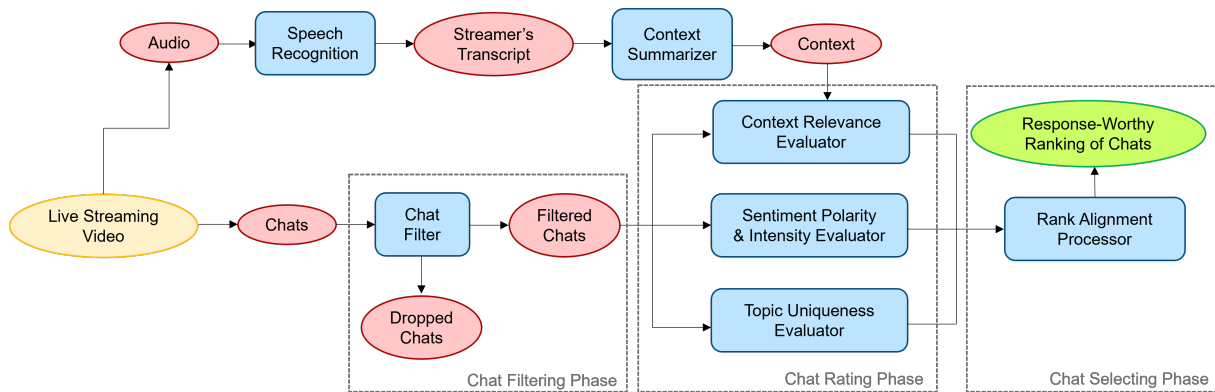 Audio
Speech
Recognition
Streamer's
Transcript
Context
Summarizer
Context
Live Streaming
Video
Chats
Chat
Filter
Filtered
Chats
Dropped
Chats
Chat Filtering Phase
Context Relevance
Evaluator
Sentiment Polarity
& Intensity Evaluator
Topic Uniqueness
Evaluator
Chat Rating Phase
Response-Worthy
Ranking of Chats
Rank Alignment
Processor
Chat Selecting Phase